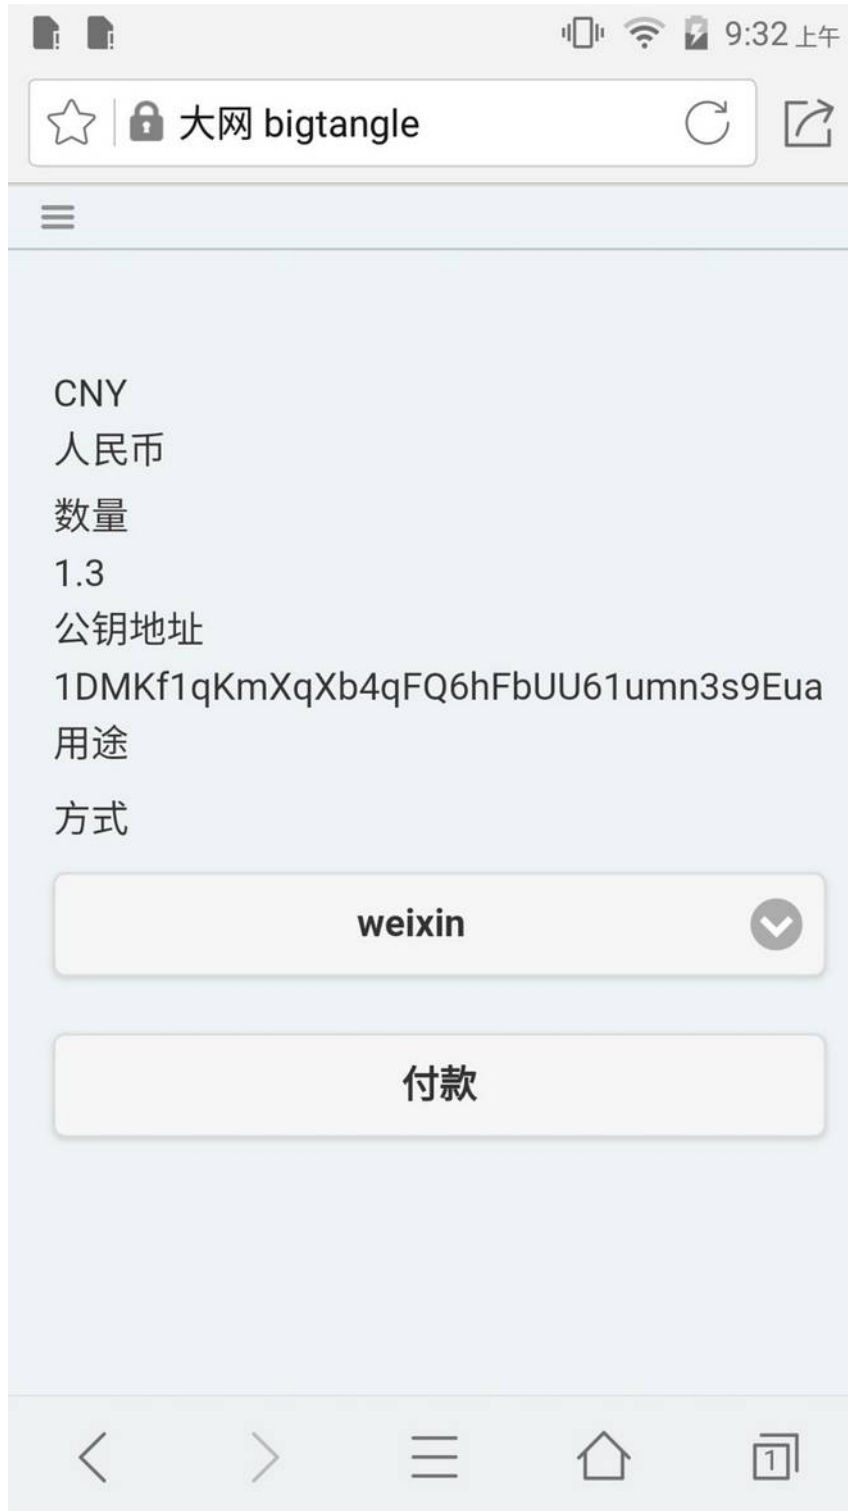 9:32 上午
大网 bigtangle
CNY
人民币
数量
1.3
公钥地址
1DMKf1qKmXqXb4qFQ6hFbUU61umn3s9Eua
用途
方式
weixin
付款
1